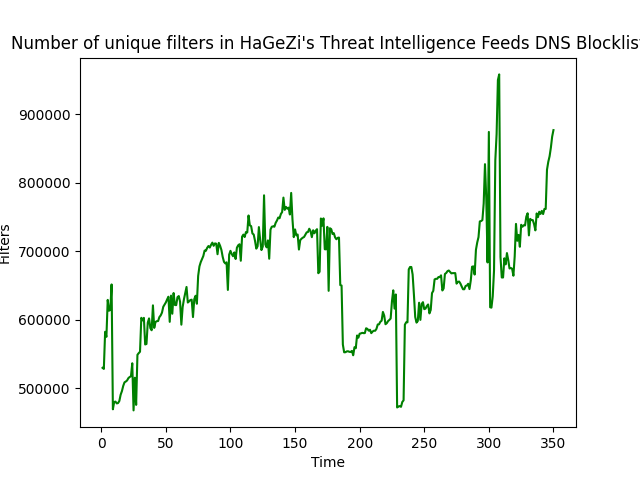 Number of unique filters in HaGeZi's Threat Intelligence Feeds DNS Blocklist
900000
800000
700000
600000
500000
Filters
0 50 100 150 200 250 300 350
Time